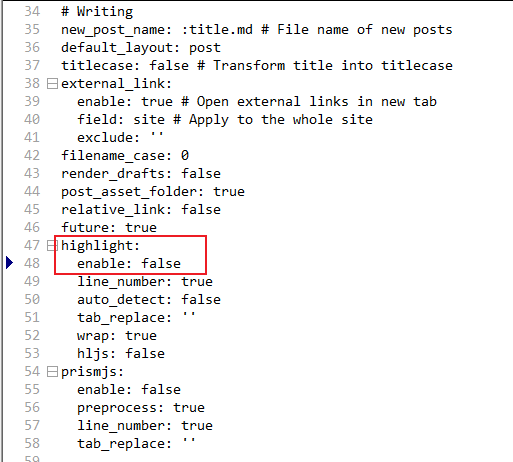 34 # Writing
35 new_post_name: :title.md # File name of new posts
36 default_layout: post
37 titlecase: false # Transform title into titlecase
38 external_link:
39   enable: true # Open external links in new tab
40   field: site # Apply to the whole site
41   exclude: ''
42 filename_case: 0
43 render_drafts: false
44 post_asset_folder: true
45 relative_link: false
46 future: true
47 highlight:
48   enable: false
49   line_number: true
50   auto_detect: false
51   tab_replace: ''
52   wrap: true
53   hljs: false
54 prismjs:
55   enable: false
56   preprocess: true
57   line_number: true
58   tab_replace: ''
59